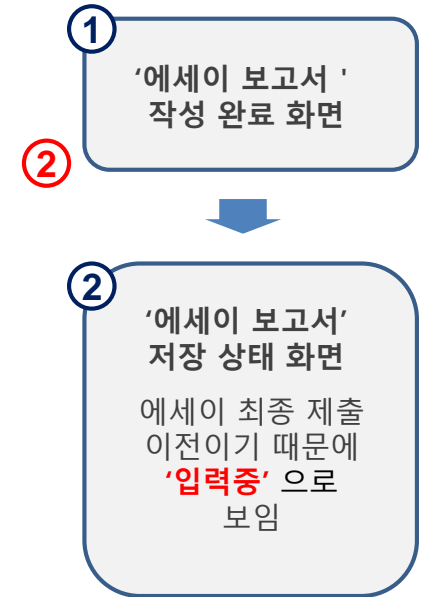 1
‘에세이 보고서 '
작성 완료 화면
2
2
‘에세이 보고서’
저장 상태 화면
에세이 최종 제출
이전이기 때문에
‘입력중’ 으로
보임